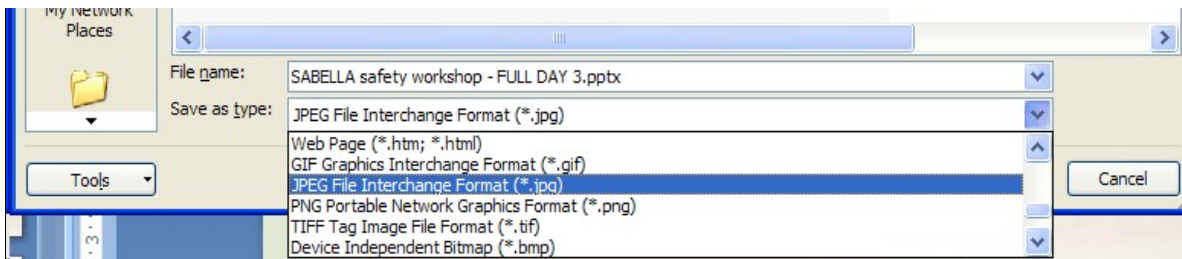 My Network
Places
File name:
SABELLA safety workshop - FULL DAY 3.pptx
Save as type:
JPEG File Interchange Format (*.jpg)
Web Page (*.htm; *.html)
GIF Graphics Interchange Format (*.gif)
JPEG File Interchange Format (*.jpg)
PNG Portable Network Graphics Format (*.png)
TIFF Tag Image File Format (*.tif)
Device Independent Bitmap (*.bmp)
Tools
Cancel
3